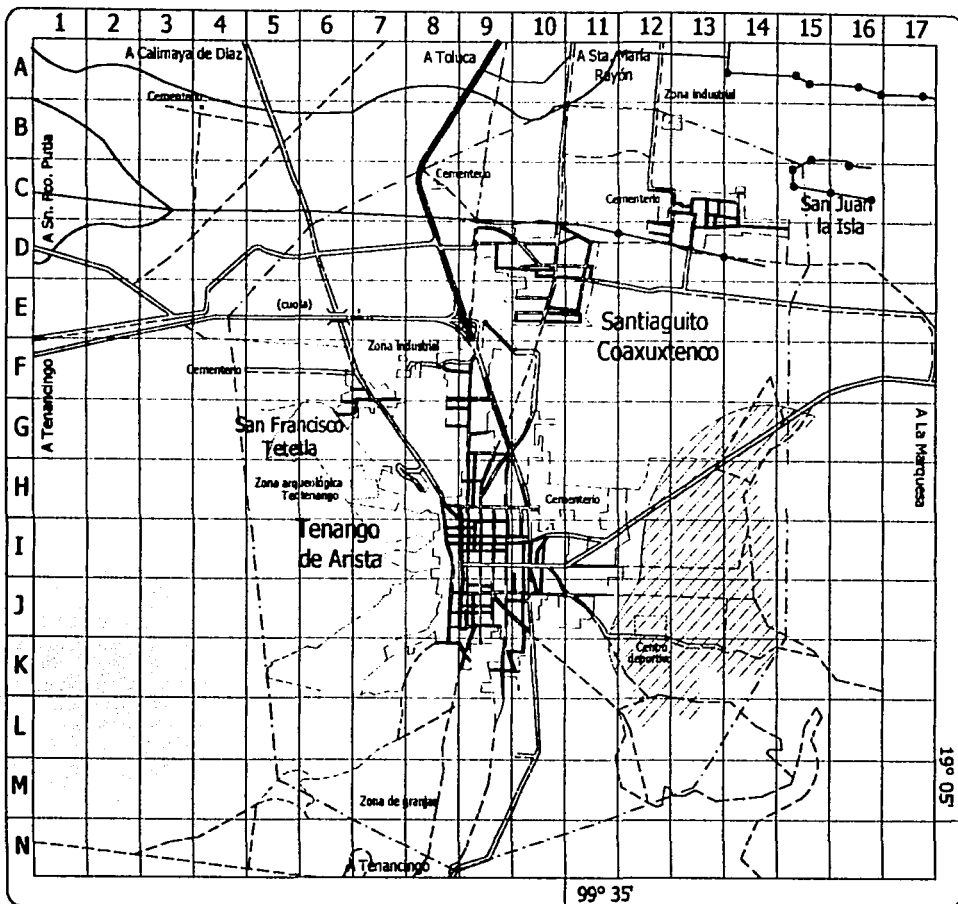 1 2 3 4 5 6 7 8 9 10 11 12 13 14 15 16 17
A
B
C
D
E
F
G
H
I
J
K
L
M
N
A Calimaya de Diaz
A Toluca
A Sta. María
Rayón
Cementerio
Zona industrial
A Sn. Fco. Putla
Cementerio
Cementerio
San Juan
la Isla
(cuota)
Santiaguito
Coaxuxtenco
Zona industrial
Cementerio
A Tenancingo
San Francisco
Tetetla
A La Marquesa
Zona arqueológica
Teotenango
Cementerio
Tenango
de Arista
Centro
deportivo
Zona de granjas
A Tenancingo
19° 05'
99° 35'